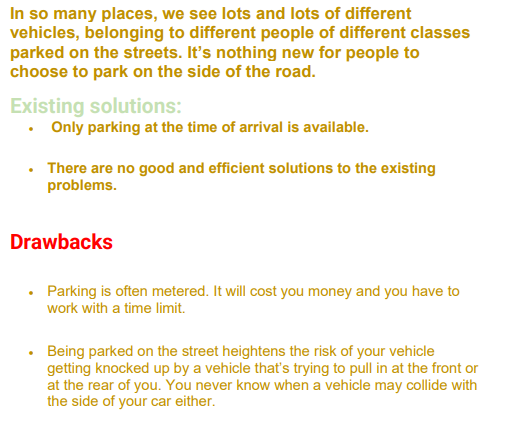 In so many places, we see lots and lots of different
vehicles, belonging to different people of different classes
parked on the streets. It’s nothing new for people to
choose to park on the side of the road.
Existing solutions:
• Only parking at the time of arrival is available.
• There are no good and efficient solutions to the existing
problems.
Drawbacks
• Parking is often metered. It will cost you money and you have to
work with a time limit.
• Being parked on the street heightens the risk of your vehicle
getting knocked up by a vehicle that’s trying to pull in at the front or
at the rear of you. You never know when a vehicle may collide with
the side of your car either.